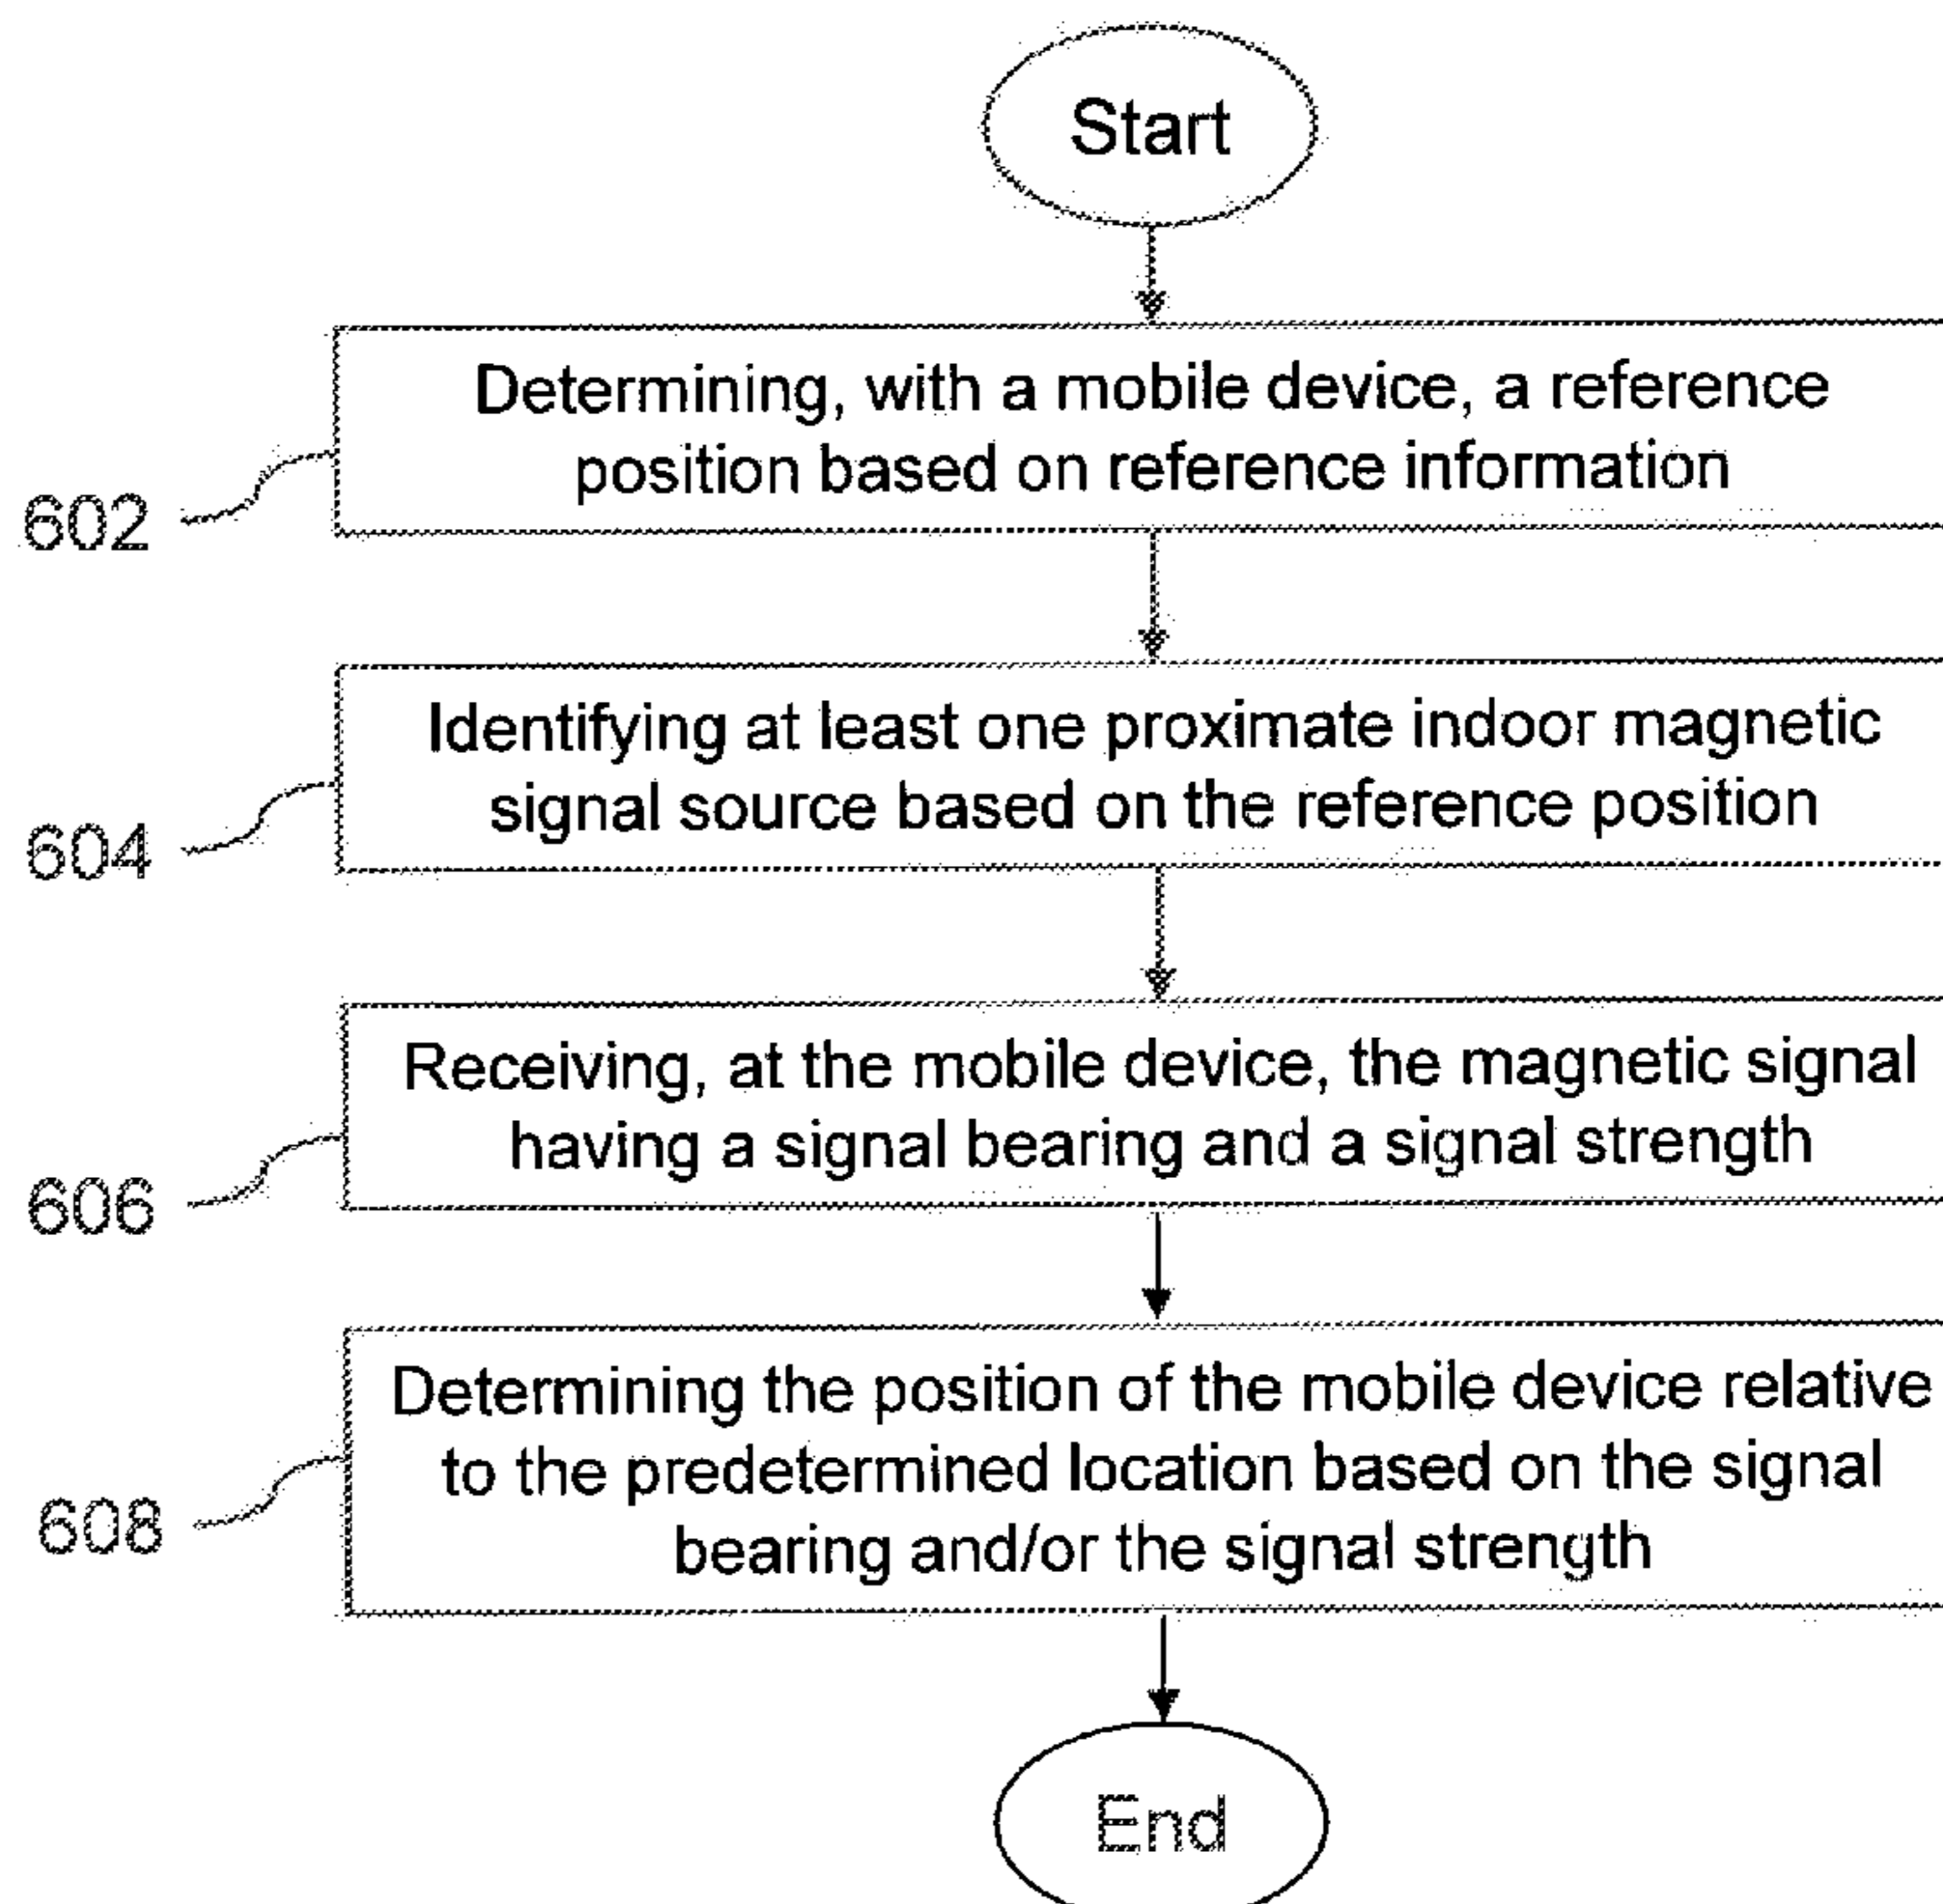 Start
Determining, with a mobile device, a reference
position based on reference information
602
Identifying at least one proximate indoor magnetic
signal source based on the reference position
604
Receiving, at the mobile device, the magnetic signal
having a signal bearing and a signal strength
606
Determining the position of the mobile device relative
to the predetermined location based on the signal
bearing and/or the signal strength
608
End